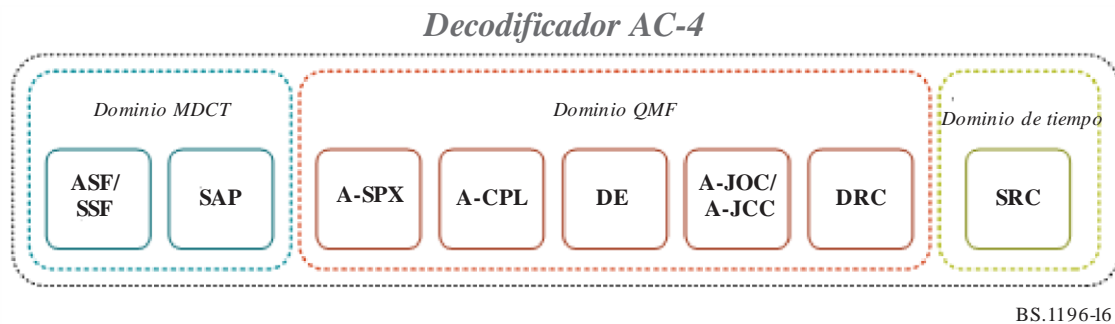 Decodificador AC-4
Dominio MDCT
Dominio QMF
Dominio de tiempo
ASF/
SSF
SAP
A-SPX
A-CPL
DE
A-JOC/
A-JCC
DRC
SRC
BS.1196-16